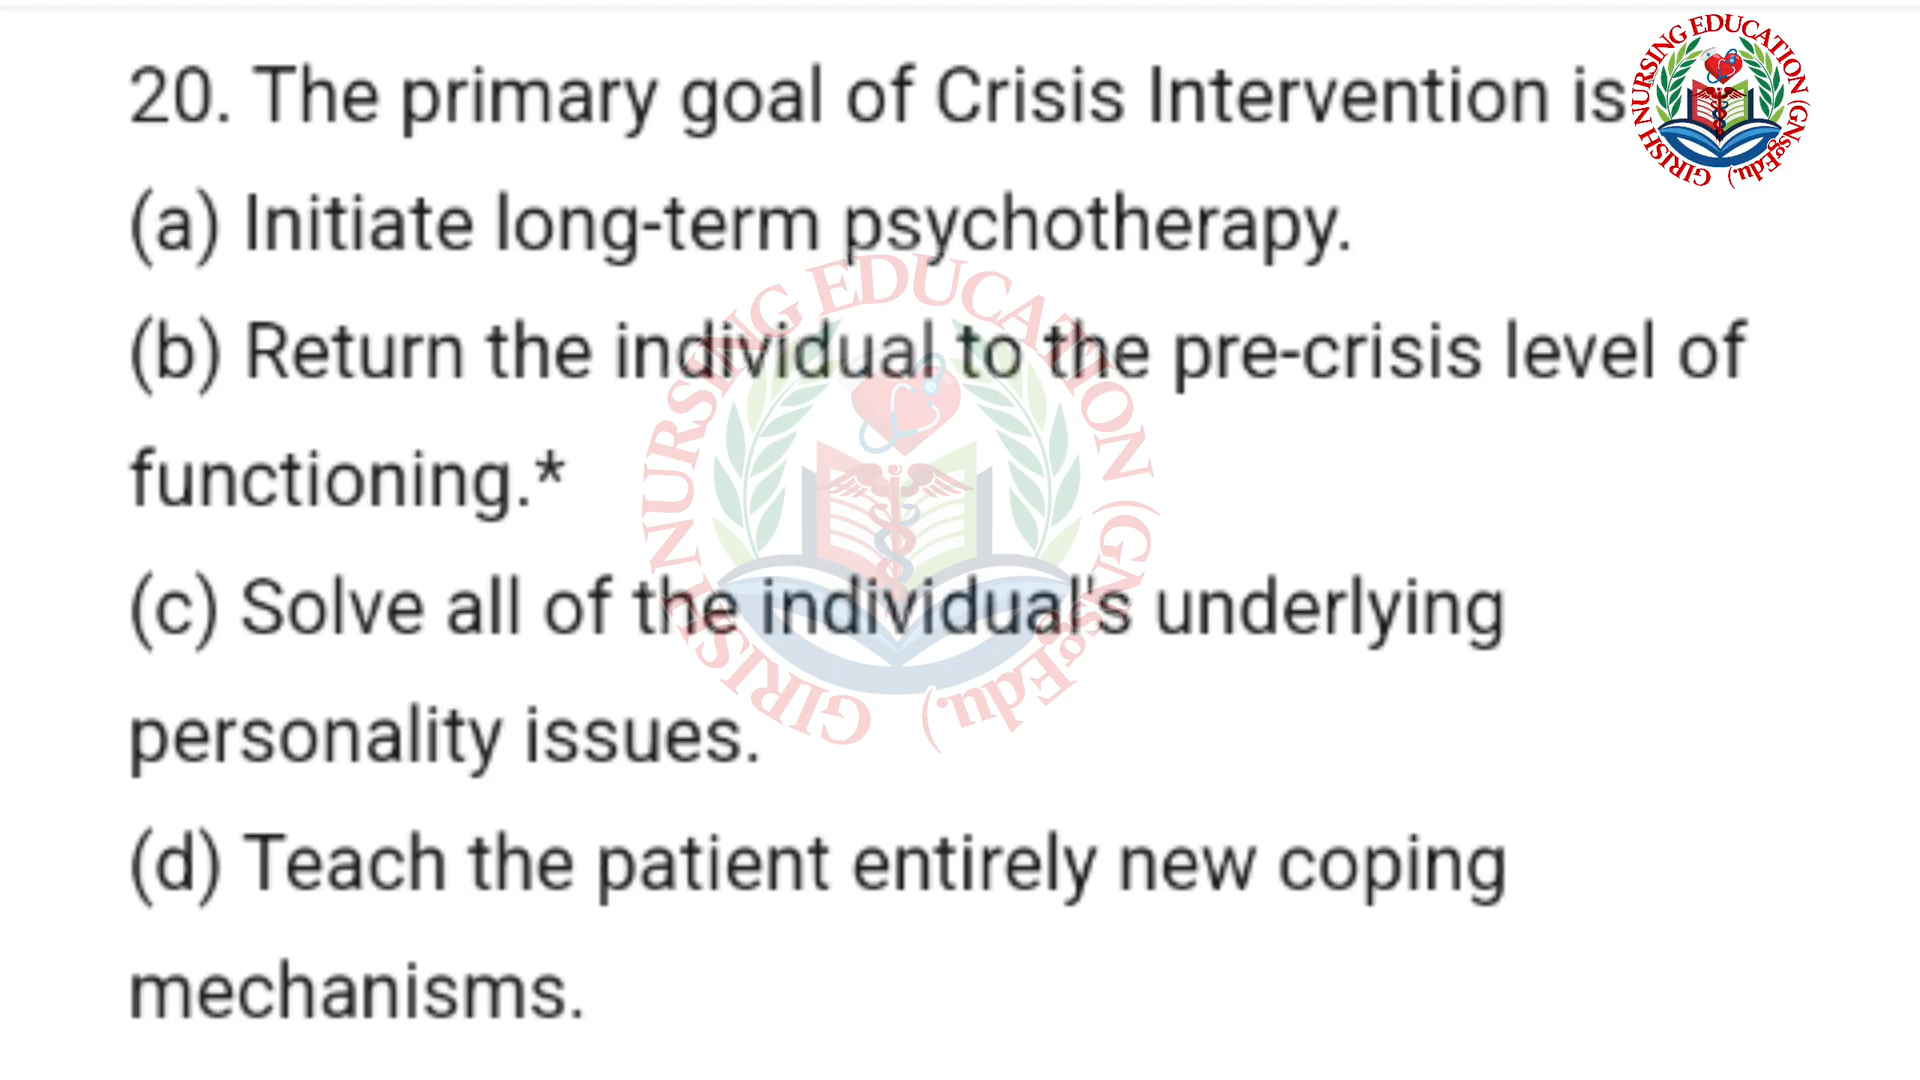 20. The primary goal of Crisis Intervention is
(a) Initiate long-term psychotherapy.
(b) Return the individual to the pre-crisis level of
functioning.*
(c) Solve all of the individual's underlying
personality issues.
(d) Teach the patient entirely new coping
mechanisms.
GIRISH NURSING EDUCATION (GNsgEdu.)
GIRISH NURSING EDUCATION (GNsgEdu.)